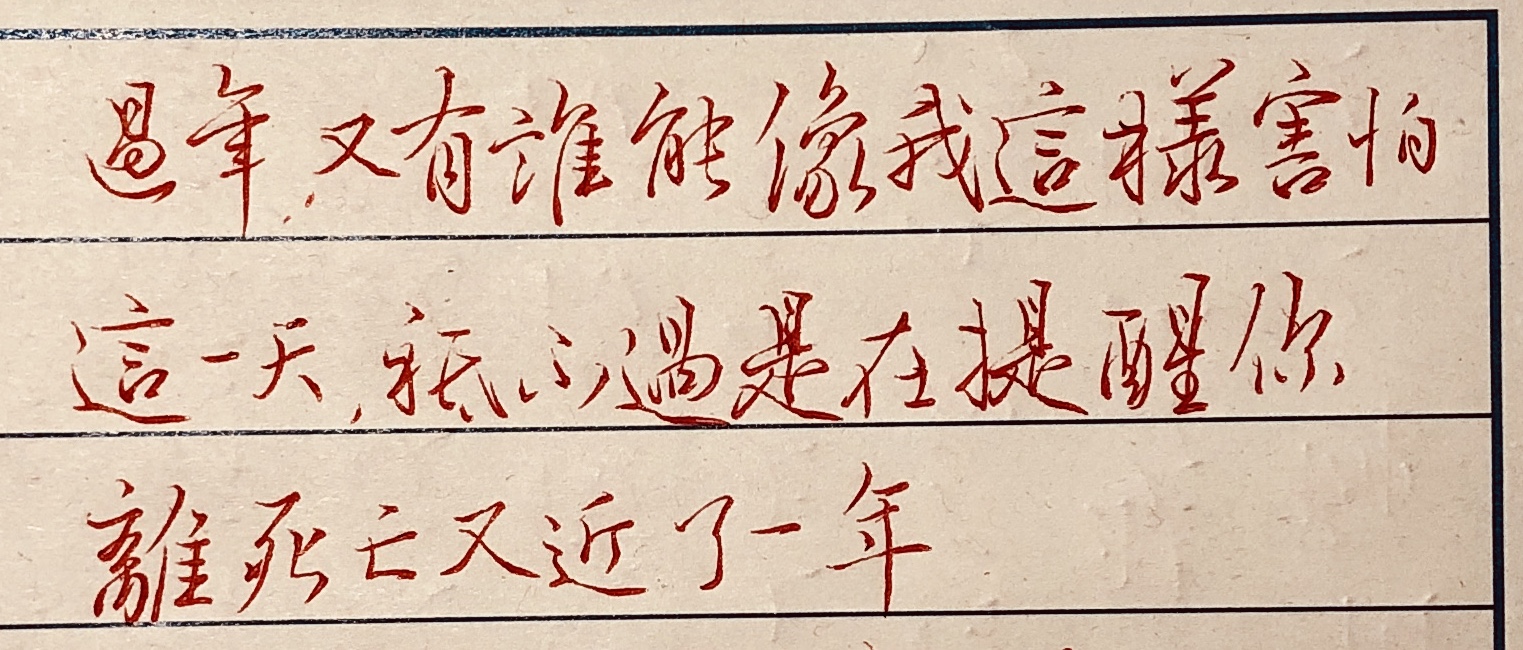 過年,又有誰能像我這樣害怕
這一天,祇不過是在提醒你
離死亡又近了一年